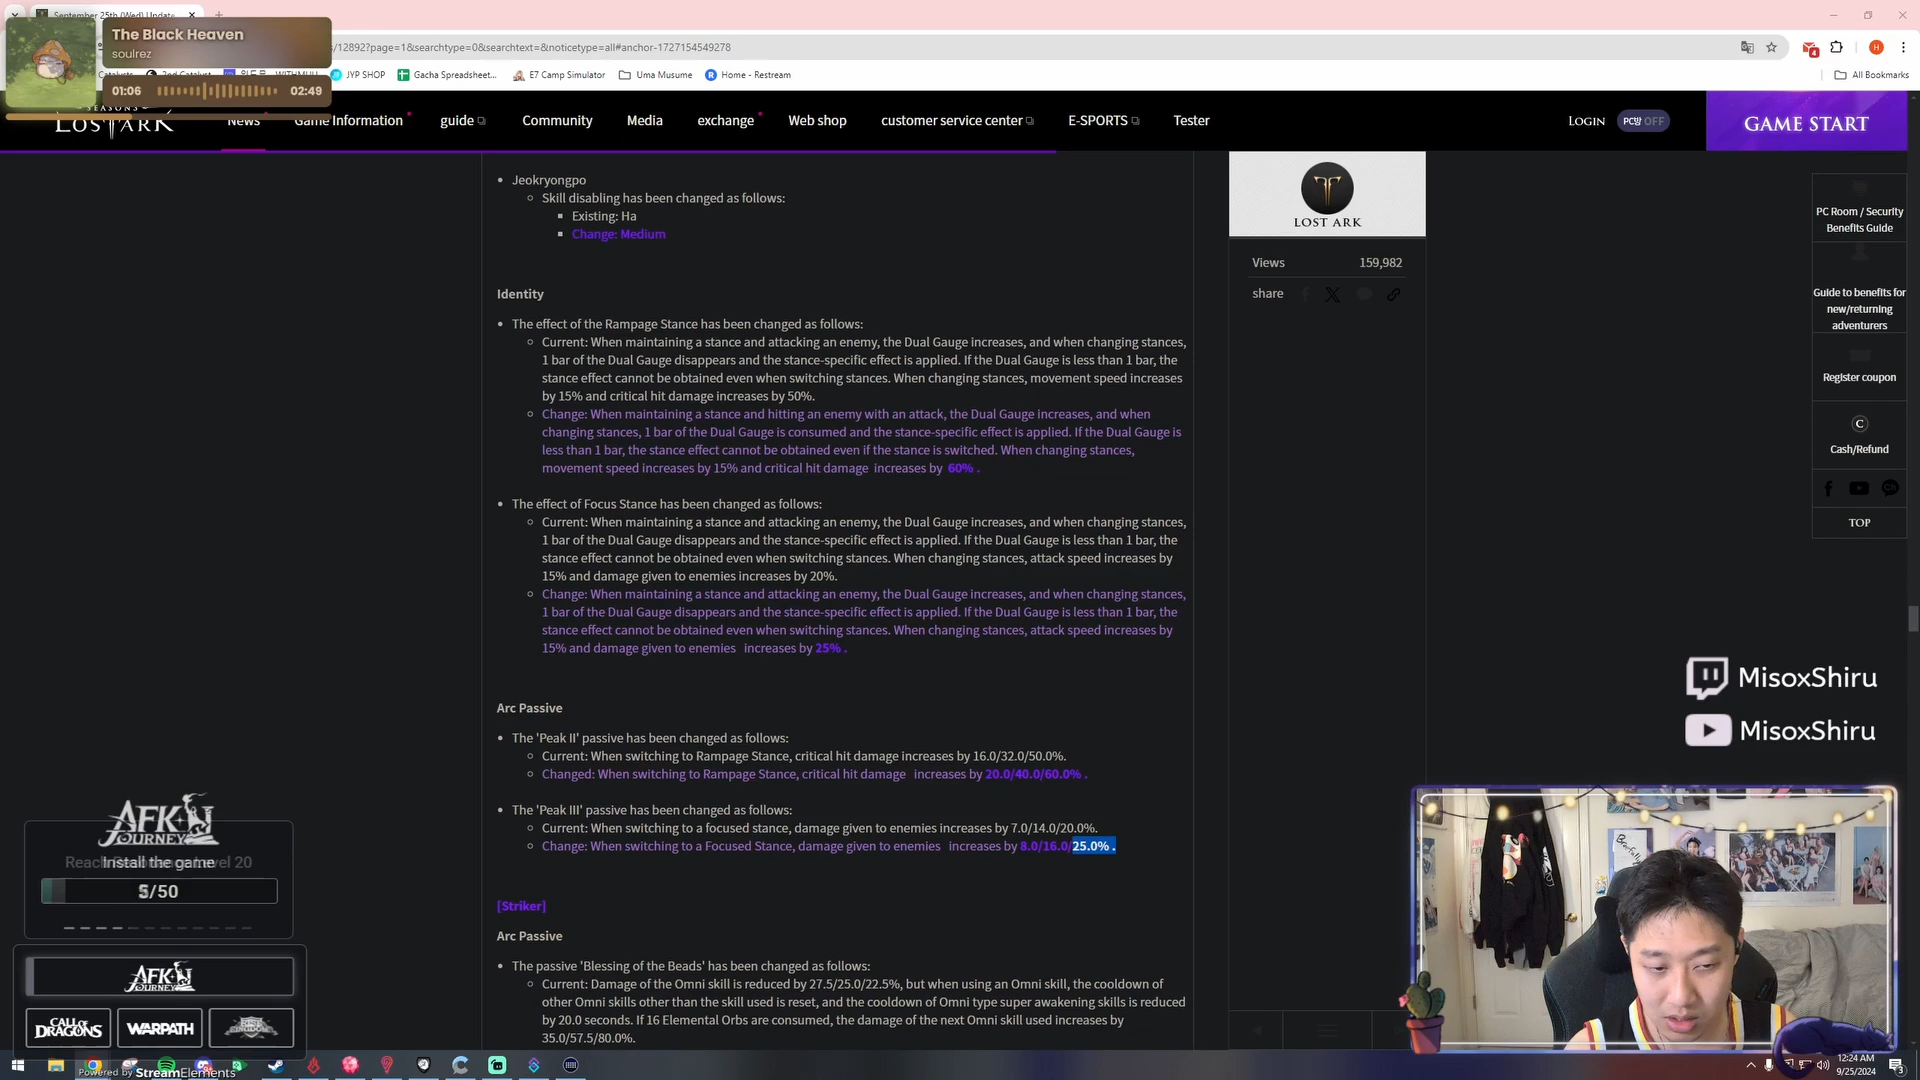 September 25th (Wed) Update
The Black Heaven
soulrez
01:06
02:49
s/12892?page=1&searchtype=0&searchtext=&noticetype=all#anchor-1727154549278
JYP SHOP
Gacha Spreadsheet...
E7 Camp Simulator
Uma Musume
Home - Restream
All Bookmarks
LOST ARK
News
Game Information
guide
Community
Media
exchange
Web shop
customer service center
E-SPORTS
Tester
LOGIN
PC방 OFF
GAME START
Jeokryongpo
Skill disabling has been changed as follows:
Existing: Ha
Change: Medium
Identity
The effect of the Rampage Stance has been changed as follows:
Current: When maintaining a stance and attacking an enemy, the Dual Gauge increases, and when changing stances,
1 bar of the Dual Gauge disappears and the stance-specific effect is applied. If the Dual Gauge is less than 1 bar, the
stance effect cannot be obtained even when switching stances. When changing stances, movement speed increases
by 15% and critical hit damage increases by 50%.
Change: When maintaining a stance and hitting an enemy with an attack, the Dual Gauge increases, and when
changing stances, 1 bar of the Dual Gauge is consumed and the stance-specific effect is applied. If the Dual Gauge is
less than 1 bar, the stance effect cannot be obtained even if the stance is switched. When changing stances,
movement speed increases by 15% and critical hit damage increases by 60% .
The effect of Focus Stance has been changed as follows:
Current: When maintaining a stance and attacking an enemy, the Dual Gauge increases, and when changing stances,
1 bar of the Dual Gauge disappears and the stance-specific effect is applied. If the Dual Gauge is less than 1 bar, the
stance effect cannot be obtained even when switching stances. When changing stances, attack speed increases by
15% and damage given to enemies increases by 20%.
Change: When maintaining a stance and attacking an enemy, the Dual Gauge increases, and when changing stances,
1 bar of the Dual Gauge disappears and the stance-specific effect is applied. If the Dual Gauge is less than 1 bar, the
stance effect cannot be obtained even when switching stances. When changing stances, attack speed increases by
15% and damage given to enemies increases by 25% .
Arc Passive
The 'Peak II' passive has been changed as follows:
Current: When switching to Rampage Stance, critical hit damage increases by 16.0/32.0/50.0%.
Changed: When switching to Rampage Stance, critical hit damage increases by 20.0/40.0/60.0% .
The 'Peak III' passive has been changed as follows:
Current: When switching to a focused stance, damage given to enemies increases by 7.0/14.0/20.0%.
Change: When switching to a Focused Stance, damage given to enemies increases by 8.0/16.0/25.0% .
[Striker]
Arc Passive
The passive 'Blessing of the Beads' has been changed as follows:
Current: Damage of the Omni skill is reduced by 27.5/25.0/22.5%, but when using an Omni skill, the cooldown of
other Omni skills other than the skill used is reset, and the cooldown of Omni type super awakening skills is reduced
by 20.0 seconds. If 16 Elemental Orbs are consumed, the damage of the next Omni skill used increases by
35.0/57.5/80.0%.
LOST ARK
Views 159,982
share
PC Room / Security
Benefits Guide
Guide to benefits for
new/returning
adventurers
Register coupon
Cash/Refund
TOP
MisoxShiru
MisoxShiru
AFK JOURNEY
Install the game
5/50
AFK JOURNEY
CALL OF DRAGONS
WARPATH
Powered by StreamElements
12:24 AM
9/25/2024